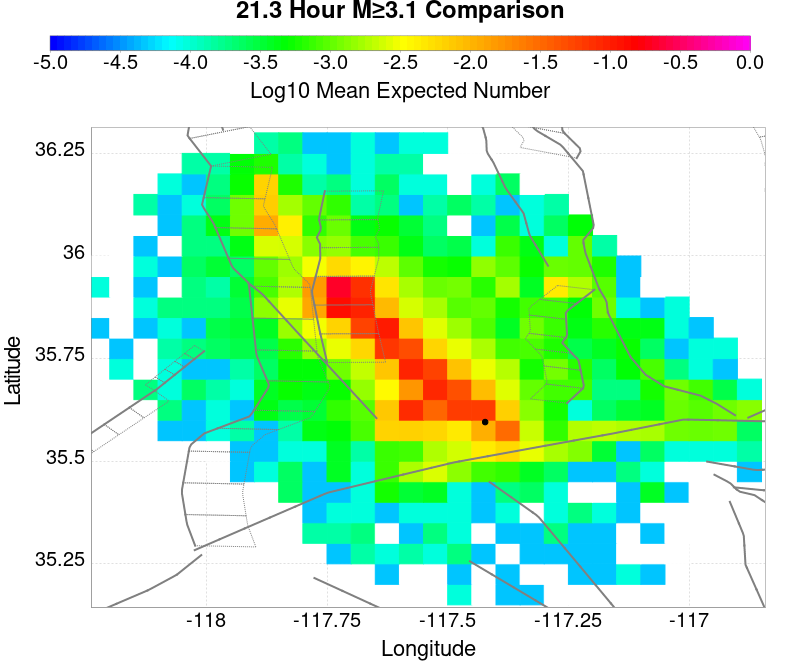 21.3 Hour M≥3.1 Comparison
-5.0 -4.5 -4.0 -3.5 -3.0 -2.5 -2.0 -1.5 -1.0 -0.5 0.0
Log10 Mean Expected Number
36.25
36
35.75
35.5
35.25
Latitude
-118 -117.75 -117.5 -117.25 -117
Longitude